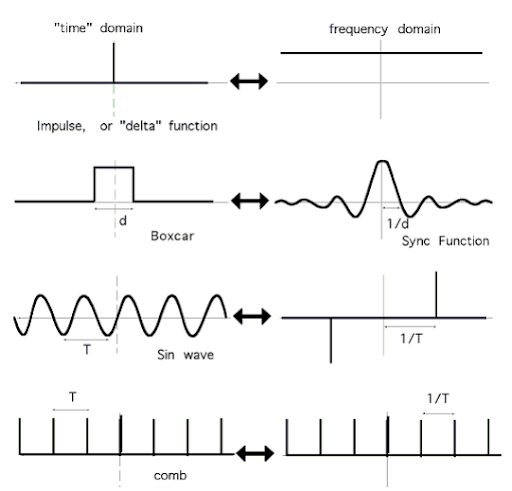 "time" domain
frequency domain
Impulse, or "delta" function
d
Boxcar
1/d
Sync Function
T
Sin wave
1/T
T
1/T
comb